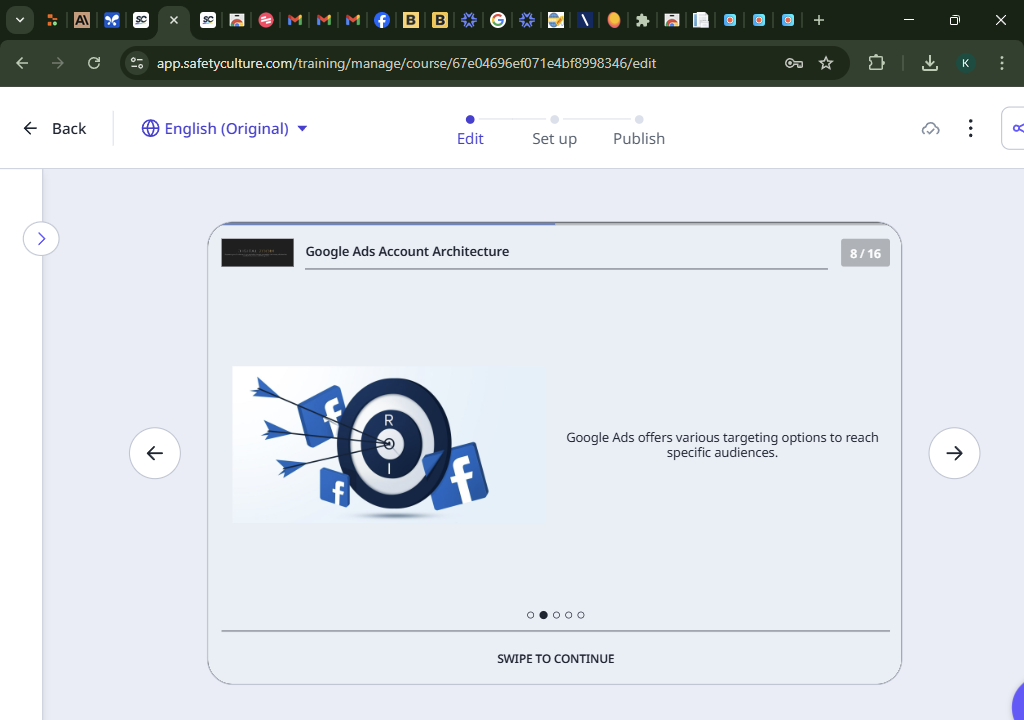 app.safetyculture.com/training/manage/course/67e04696ef071e4bf8998346/edit
K
Back
English (Original)
Edit
Set up
Publish
Google Ads Account Architecture
8 / 16
R
I
Google Ads offers various targeting options to reach
specific audiences.
SWIPE TO CONTINUE